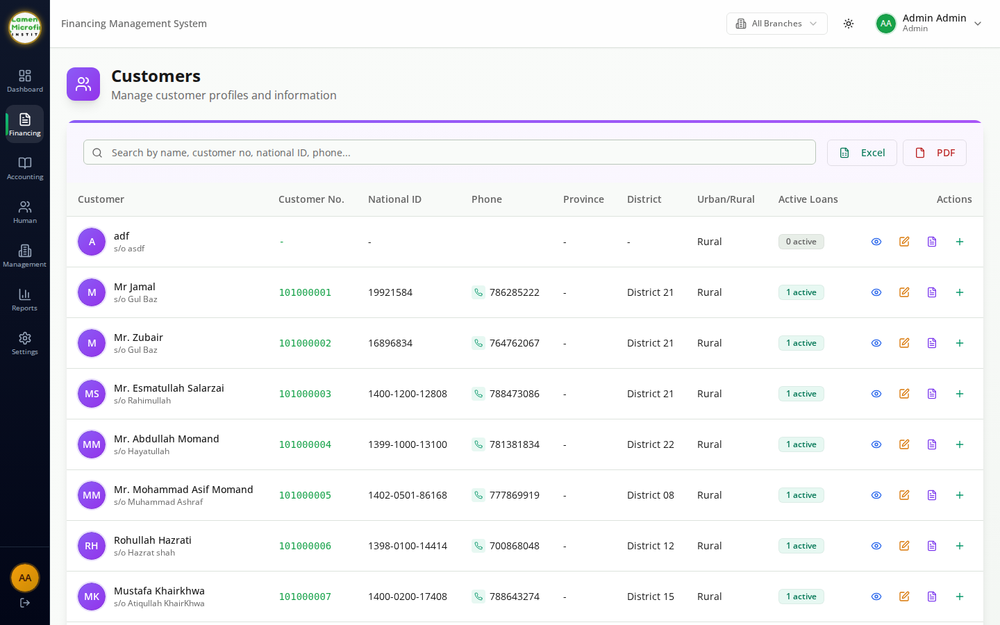 Lamen
Microfi
INSTIT
Financing Management System
All Branches
AA
Admin Admin
Admin
Dashboard
Financing
Accounting
Human
Management
Reports
Settings
AA
Customers
Manage customer profiles and information
Search by name, customer no, national ID, phone...
Excel
PDF
Customer Customer No. National ID Phone Province District Urban/Rural Active Loans Actions
A adf - - - - Rural 0 active
s/o asdf
M Mr Jamal 101000001 19921584 786285222 - District 21 Rural 1 active
s/o Gul Baz
M Mr. Zubair 101000002 16896834 764762067 - District 21 Rural 1 active
s/o Gul Baz
MS Mr. Esmatullah Salarzai 101000003 1400-1200-12808 788473086 - District 21 Rural 1 active
s/o Rahimullah
MM Mr. Abdullah Momand 101000004 1399-1000-13100 781381834 - District 22 Rural 1 active
s/o Hayatullah
MM Mr. Mohammad Asif Momand 101000005 1402-0501-86168 777869919 - District 08 Rural 1 active
s/o Muhammad Ashraf
RH Rohullah Hazrati 101000006 1398-0100-14414 700868048 - District 12 Rural 1 active
s/o Hazrat shah
MK Mustafa Khairkhwa 101000007 1400-0200-17408 788643274 - District 15 Rural 1 active
s/o Atiqullah KhairKhwa